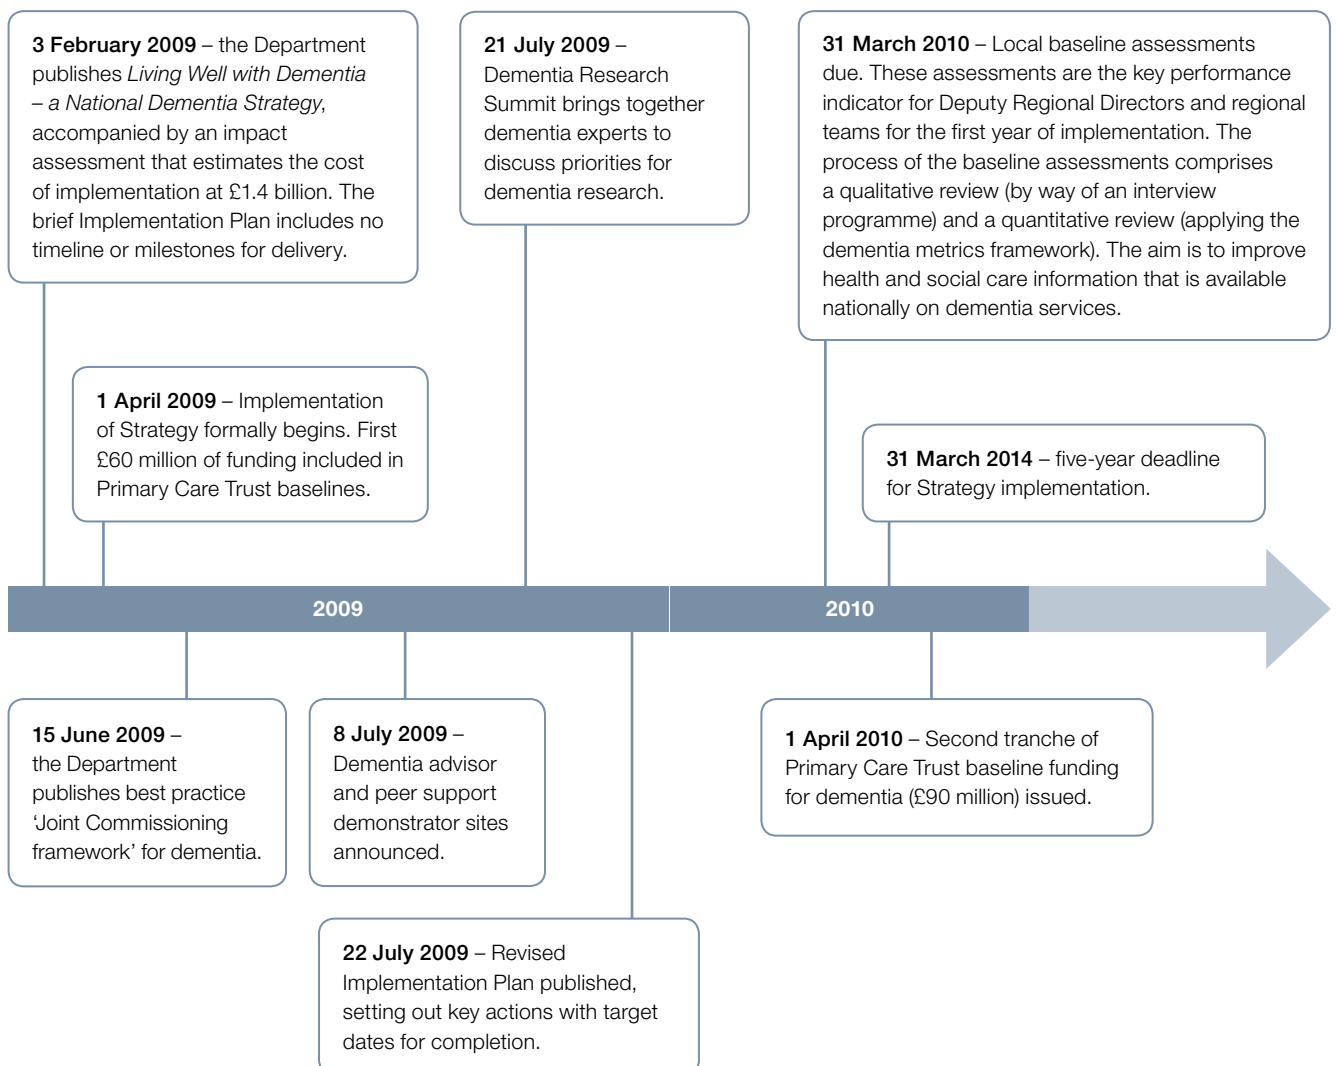 3 February 2009 – the Department
publishes Living Well with Dementia
– a National Dementia Strategy,
accompanied by an impact
assessment that estimates the cost
of implementation at £1.4 billion. The
brief Implementation Plan includes no
timeline or milestones for delivery.
21 July 2009 –
Dementia Research
Summit brings together
dementia experts to
discuss priorities for
dementia research.
31 March 2010 – Local baseline assessments
due. These assessments are the key performance
indicator for Deputy Regional Directors and regional
teams for the first year of implementation. The
process of the baseline assessments comprises
a qualitative review (by way of an interview
programme) and a quantitative review (applying the
dementia metrics framework). The aim is to improve
health and social care information that is available
nationally on dementia services.
1 April 2009 – Implementation
of Strategy formally begins. First
£60 million of funding included in
Primary Care Trust baselines.
31 March 2014 – five-year deadline
for Strategy implementation.
2009
2010
15 June 2009 –
the Department
publishes best practice
‘Joint Commissioning
framework’ for dementia.
8 July 2009 –
Dementia advisor
and peer support
demonstrator sites
announced.
1 April 2010 – Second tranche of
Primary Care Trust baseline funding
for dementia (£90 million) issued.
22 July 2009 – Revised
Implementation Plan published,
setting out key actions with target
dates for completion.